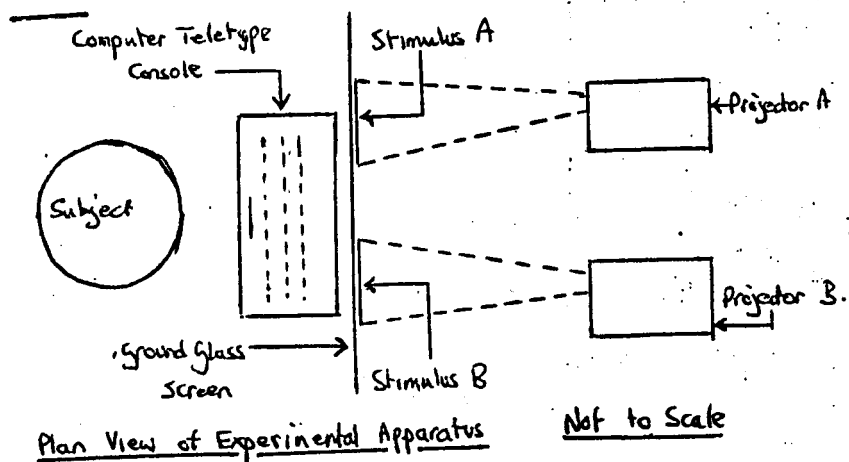 Computer Teletype
Console
Stimulus A
Projector A
Subject
Projector B.
Ground Glass
Screen
Stimulus B
Plan View of Experimental Apparatus
Not to Scale